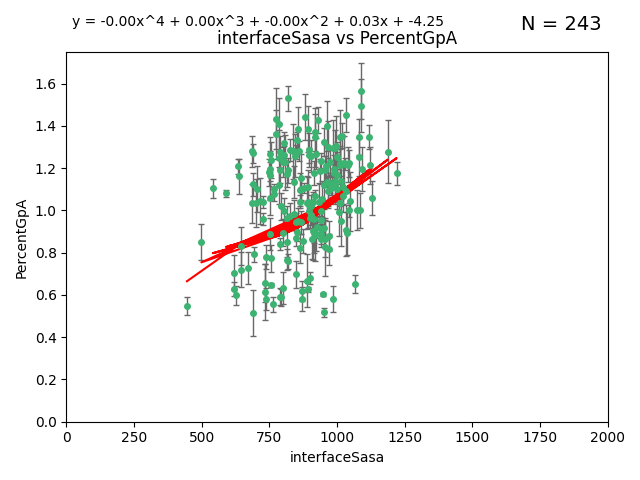 y = -0.00x^4 + 0.00x^3 + -0.00x^2 + 0.03x + -4.25
N = 243
interfaceSasa vs PercentGpA
PercentGpA
1.6
1.4
1.2
1.0
0.8
0.6
0.4
0.2
0.0
0 250 500 750 1000 1250 1500 1750 2000
interfaceSasa